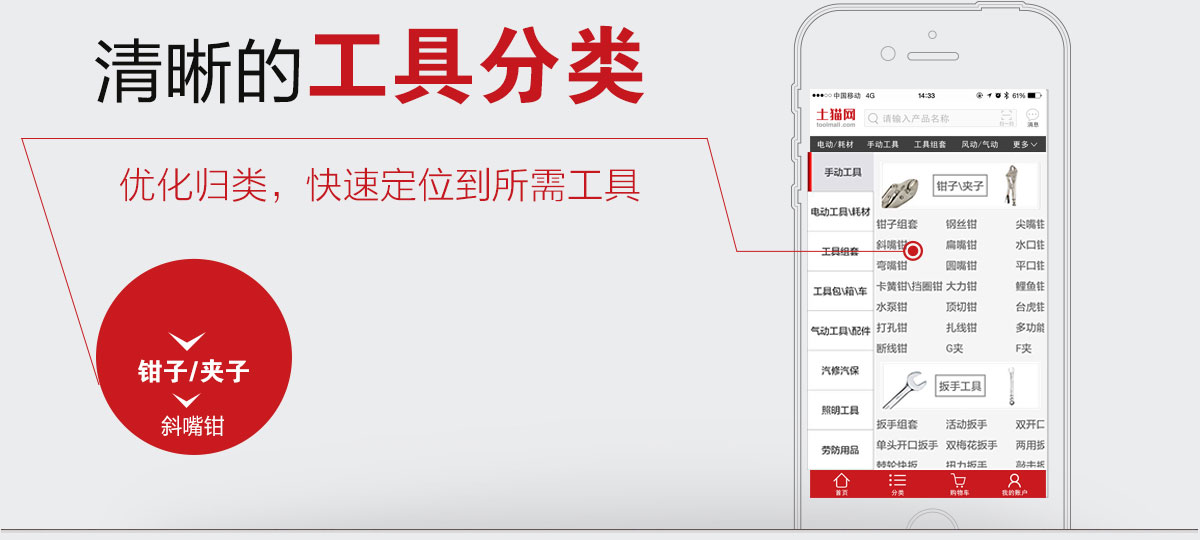 清晰的工具分类
优化归类，快速定位到所需工具
钳子/夹子
斜嘴钳
中国移动 4G 14:33 61%
土猫网
toolmall.com
请输入产品名称
扫一扫 消息
电动/耗材 手动工具 工具组套 风动/气动 更多
手动工具
电动工具\耗材
工具组套
工具包\箱\车
气动工具\配件
汽修汽保
照明工具
劳防用品
钳子\夹子
钳子组套 钢丝钳 尖嘴钳
斜嘴钳 扁嘴钳 水口钳
弯嘴钳 圆嘴钳 平口钳
卡簧钳\挡圈钳 大力钳 鲤鱼钳
水泵钳 顶切钳 台虎钳
打孔钳 扎线钳 多功能
断线钳 G夹 F夹
扳手工具
扳手组套 活动扳手 双开口
单头开口扳手 双梅花扳手 两用扳
棘轮快扳 扭力扳手 敲击扳
首页 分类 购物车 我的账户